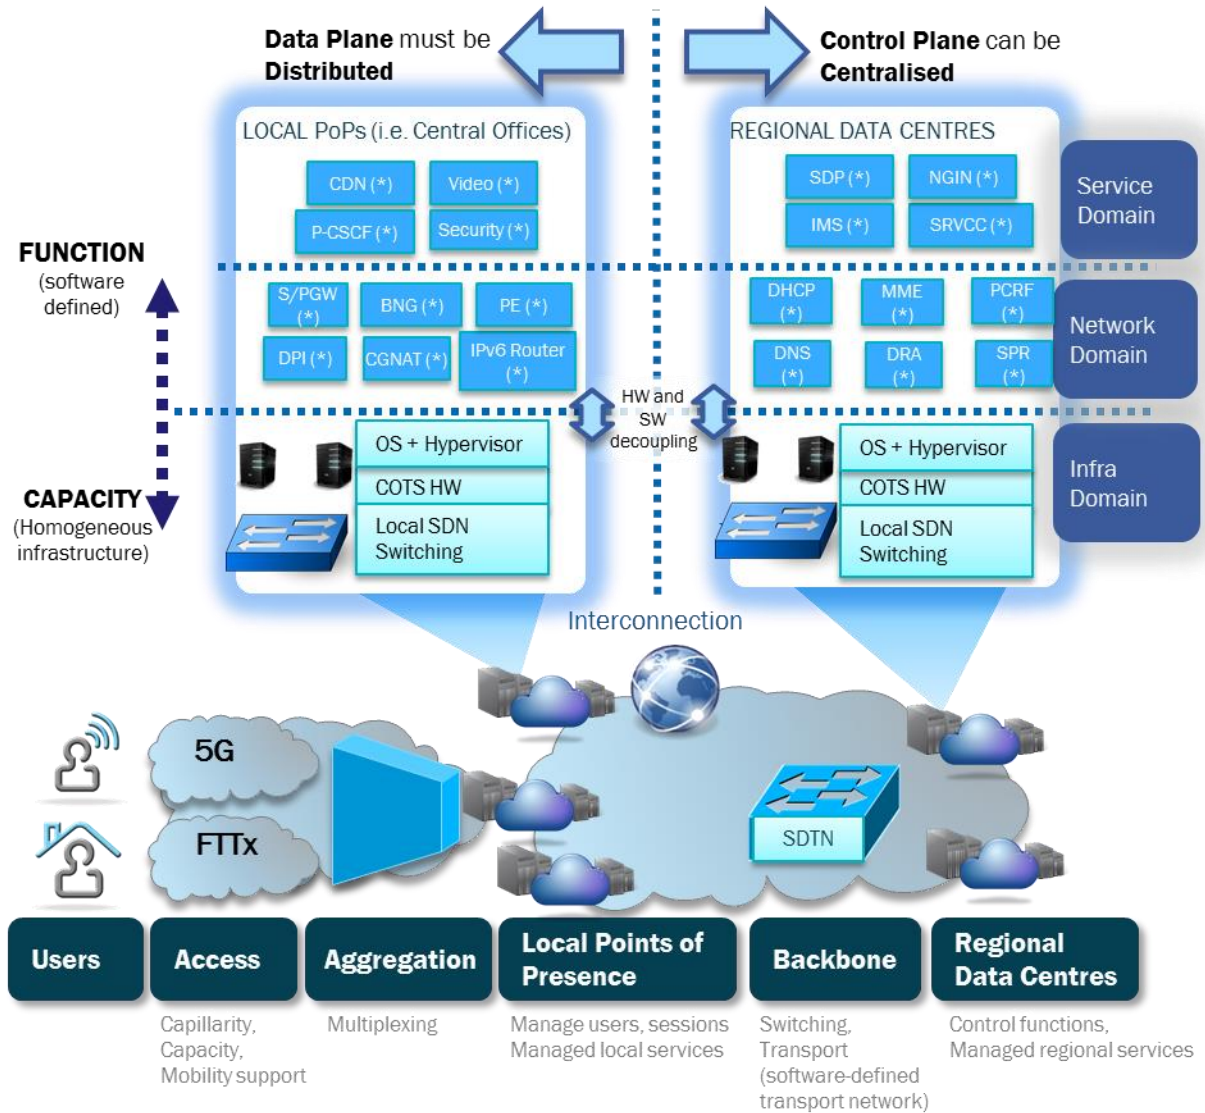 Data Plane must be
Distributed
Control Plane can be
Centralised
LOCAL PoPs (i.e. Central Offices)
CDN (*)
Video (*)
P-CSCF (*)
Security (*)
REGIONAL DATA CENTRES
SDP (*)
NGIN (*)
IMS (*)
SRVCC (*)
Service
Domain
FUNCTION
(software
defined)
S/PGW
(*)
BNG (*)
PE (*)
DPI (*)
CGNAT (*)
IPv6 Router
(*)
DHCP
(*)
MME
(*)
PCRF
(*)
DNS
(*)
DRA
(*)
SPR
(*)
Network
Domain
HW and
SW
decoupling
CAPACITY
(Homogeneous
infrastructure)
OS + Hypervisor
COTS HW
Local SDN
Switching
OS + Hypervisor
COTS HW
Local SDN
Switching
Infra
Domain
Interconnection
5G
FTTx
SDTN
Users
Access
Aggregation
Local Points of
Presence
Backbone
Regional
Data Centres
Capillarity,
Capacity,
Mobility support
Multiplexing
Manage users, sessions
Managed local services
Switching,
Transport
(software-defined
transport network)
Control functions,
Managed regional services